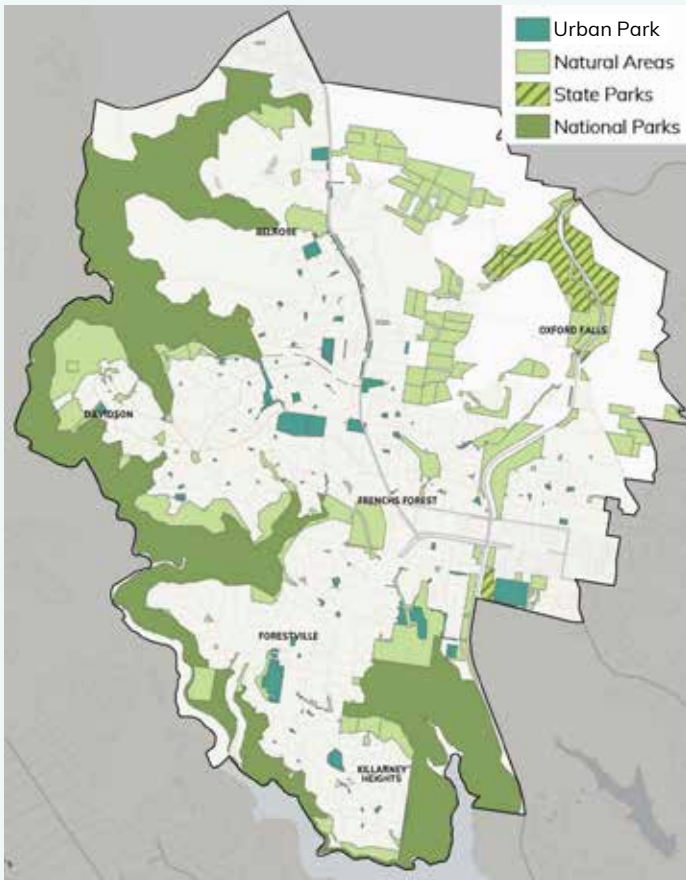 Urban Park
Natural Areas
State Parks
National Parks
BELROSE
OXFORD FALLS
DAVIDSON
FRENCHS FOREST
FORESTVILLE
KILLARNEY
HEIGHTS